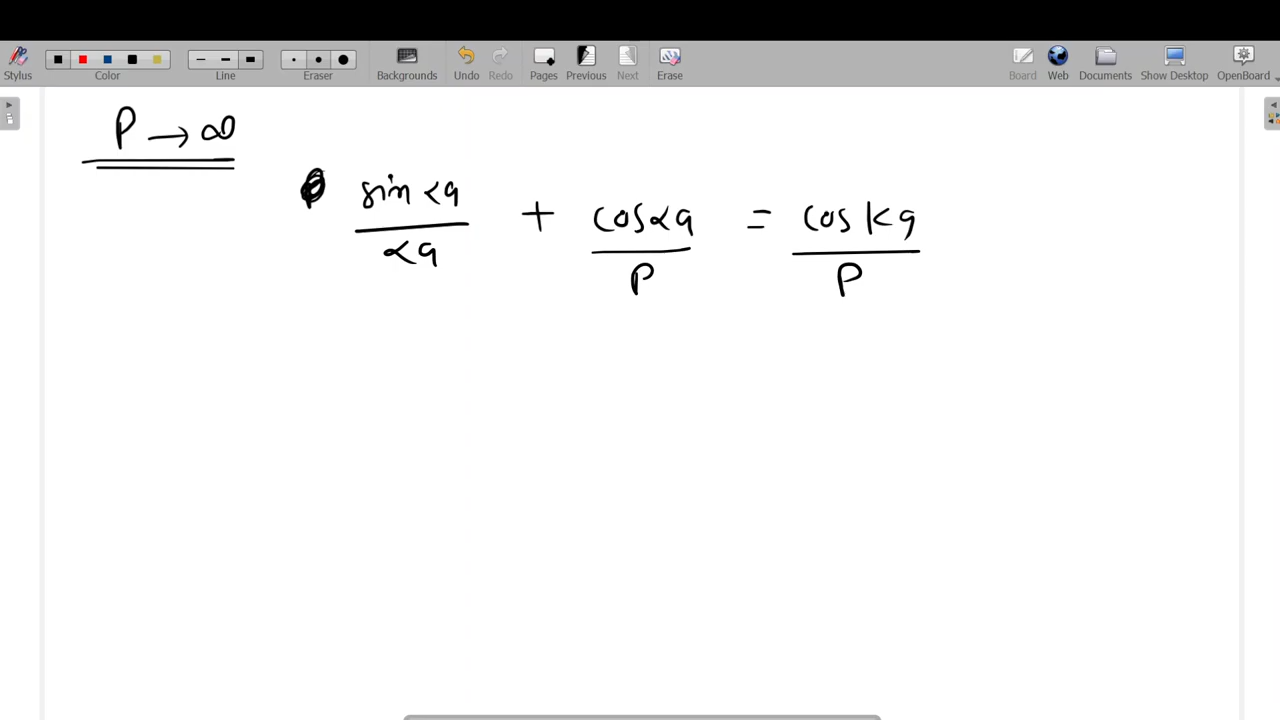 Stylus Color Line Eraser Backgrounds Undo Redo Pages Previous Next Erase Board Web Documents Show Desktop OpenBoard
P → ∞
sin αa / αa + cos αa / P = cos Ka / P